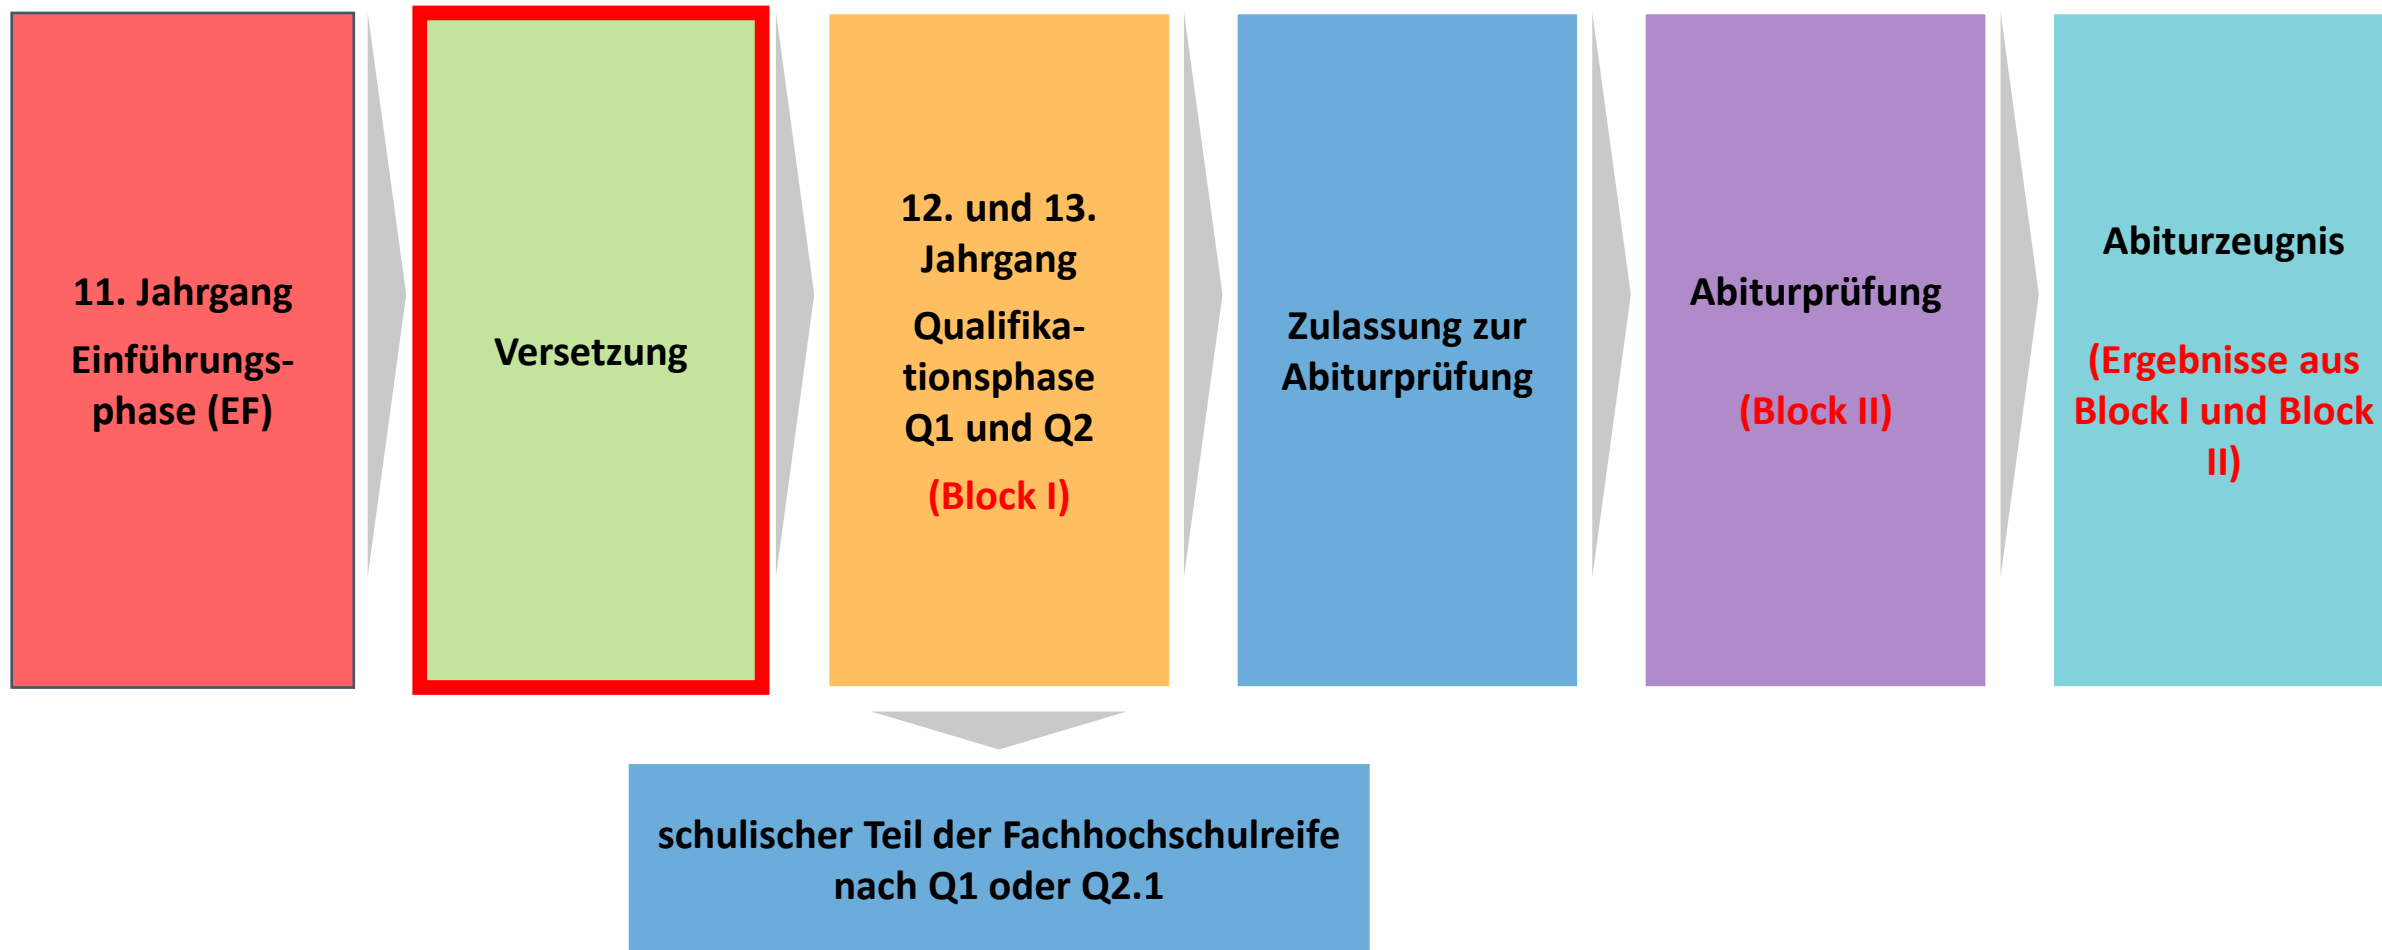 11. Jahrgang
Einführungs-
phase (EF)
Versetzung
12. und 13.
Jahrgang
Qualifika-
tionsphase
Q1 und Q2
(Block I)
Zulassung zur
Abiturprüfung
Abiturprüfung
(Block II)
Abiturzeugnis
(Ergebnisse aus
Block I und Block
II)
schulischer Teil der Fachhochschulreife
nach Q1 oder Q2.1